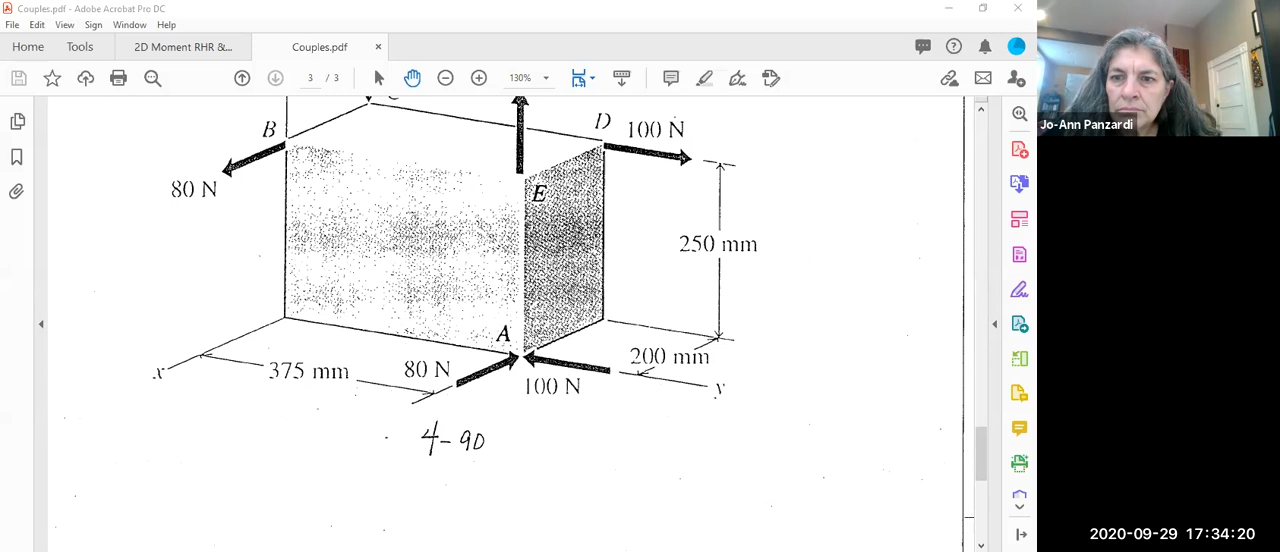 Couples.pdf - Adobe Acrobat Pro DC
File Edit View Sign Window Help
Home Tools 2D Moment RHR &... Couples.pdf ×
3 / 3 130%
B
D 100 N
80 N
E
250 mm
A
x 375 mm 80 N 100 N 200 mm y
4-90
Jo-Ann Panzardi
2020-09-29 17:34:20